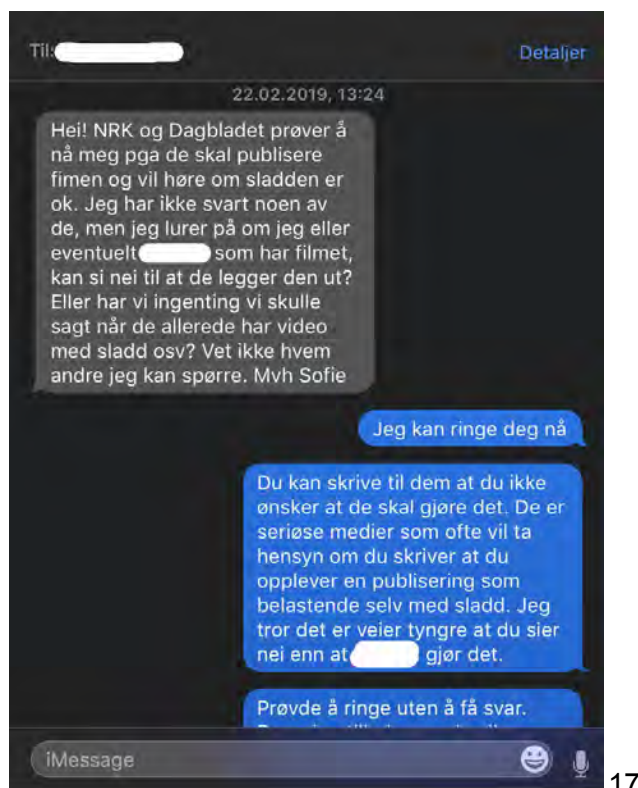 Til:
Detaljer
22.02.2019, 13:24
Hei! NRK og Dagbladet prøver å
nå meg pga de skal publisere
fimen og vil høre om sladden er
ok. Jeg har ikke svart noen av
de, men jeg lurer på om jeg eller
eventuelt som har filmet,
kan si nei til at de legger den ut?
Eller har vi ingenting vi skulle
sagt når de allerede har video
med sladd osv? Vet ikke hvem
andre jeg kan spørre. Mvh Sofie
Jeg kan ringe deg nå
Du kan skrive til dem at du ikke
ønsker at de skal gjøre det. De er
seriøse medier som ofte vil ta
hensyn om du skriver at du
opplever en publisering som
belastende selv med sladd. Jeg
tror det er veier tyngre at du sier
nei enn at gjør det.
Prøvde å ringe uten å få svar.
iMessage
17